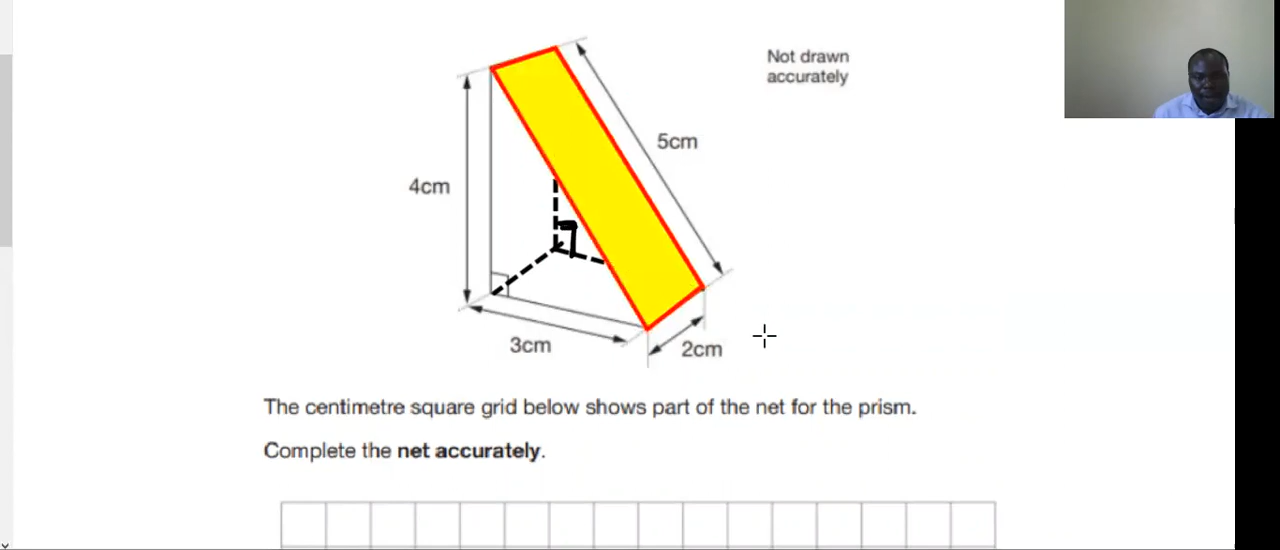 Not drawn
accurately
5cm
4cm
3cm
2cm
The centimetre square grid below shows part of the net for the prism.
Complete the net accurately.